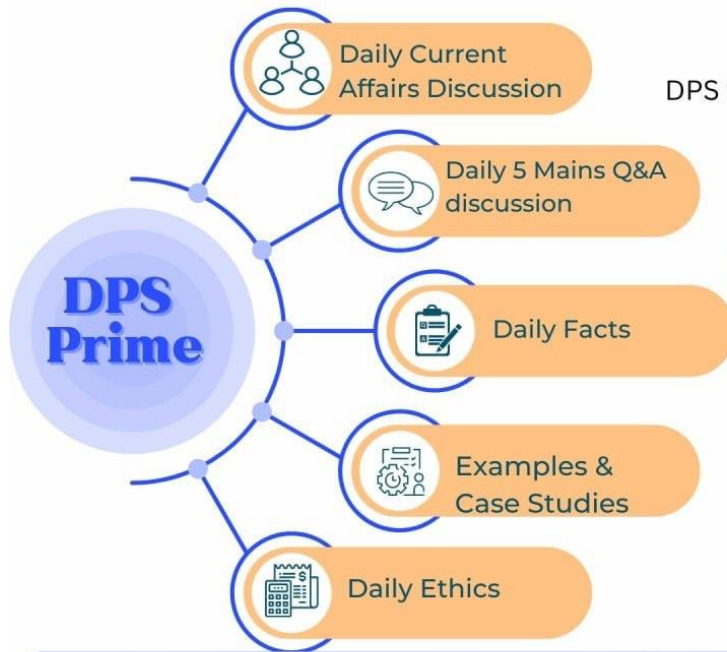 Daily Current
Affairs Discussion
DPS
Daily 5 Mains Q&A
discussion
DPS
Prime
Daily Facts
Examples &
Case Studies
Daily Ethics